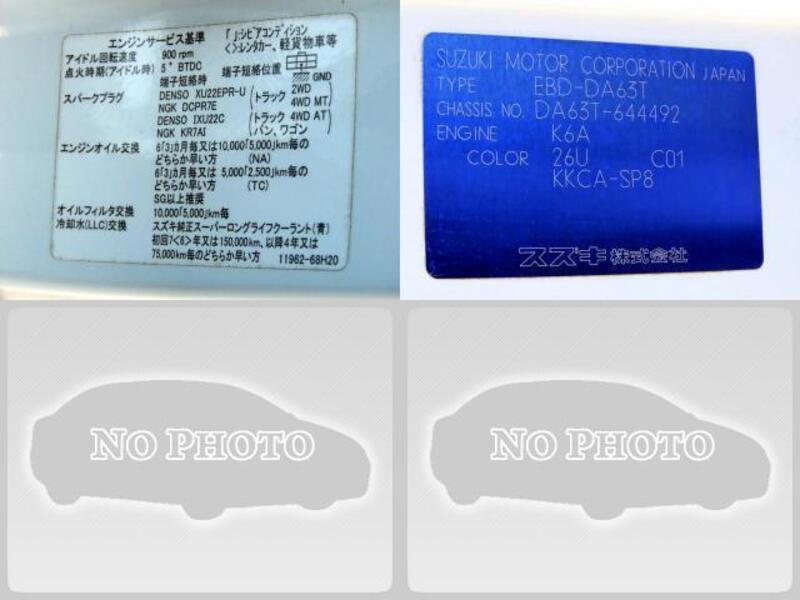 エンジンサービス基準
「 」:シビアコンディション
< >:レンタカー、軽貨物車等
アイドル回転速度 900 rpm
点火時期(アイドル時) 5°BTDC
端子短絡時 端子短絡位置 GND
スパークプラグ DENSO XU22EPR-U (トラック 2WD
NGK DCPR7E 4WD MT)
DENSO IXU22C (トラック 4WD AT)
NGK KR7AI (バン、ワゴン)
エンジンオイル交換 6「3」カ月毎又は10,000「5,000」km毎の
どちらか早い方 (NA)
6「3」カ月毎又は 5,000「2,500」km毎の
どちらか早い方 (TC)
SG以上推奨
オイルフィルタ交換 10,000「5,000」km毎
冷却水(LLC)交換 スズキ純正スーパーロングライフクーラント(青)
初回7<6>年又は150,000km、以降4年又は
75,000km毎のどちらか早い方 11962-68H20
SUZUKI MOTOR CORPORATION JAPAN
TYPE EBD-DA63T
CHASSIS NO. DA63T-644492
ENGINE K6A
COLOR 26U C01
KKCA-SP8
スズキ株式会社
NO PHOTO
NO PHOTO